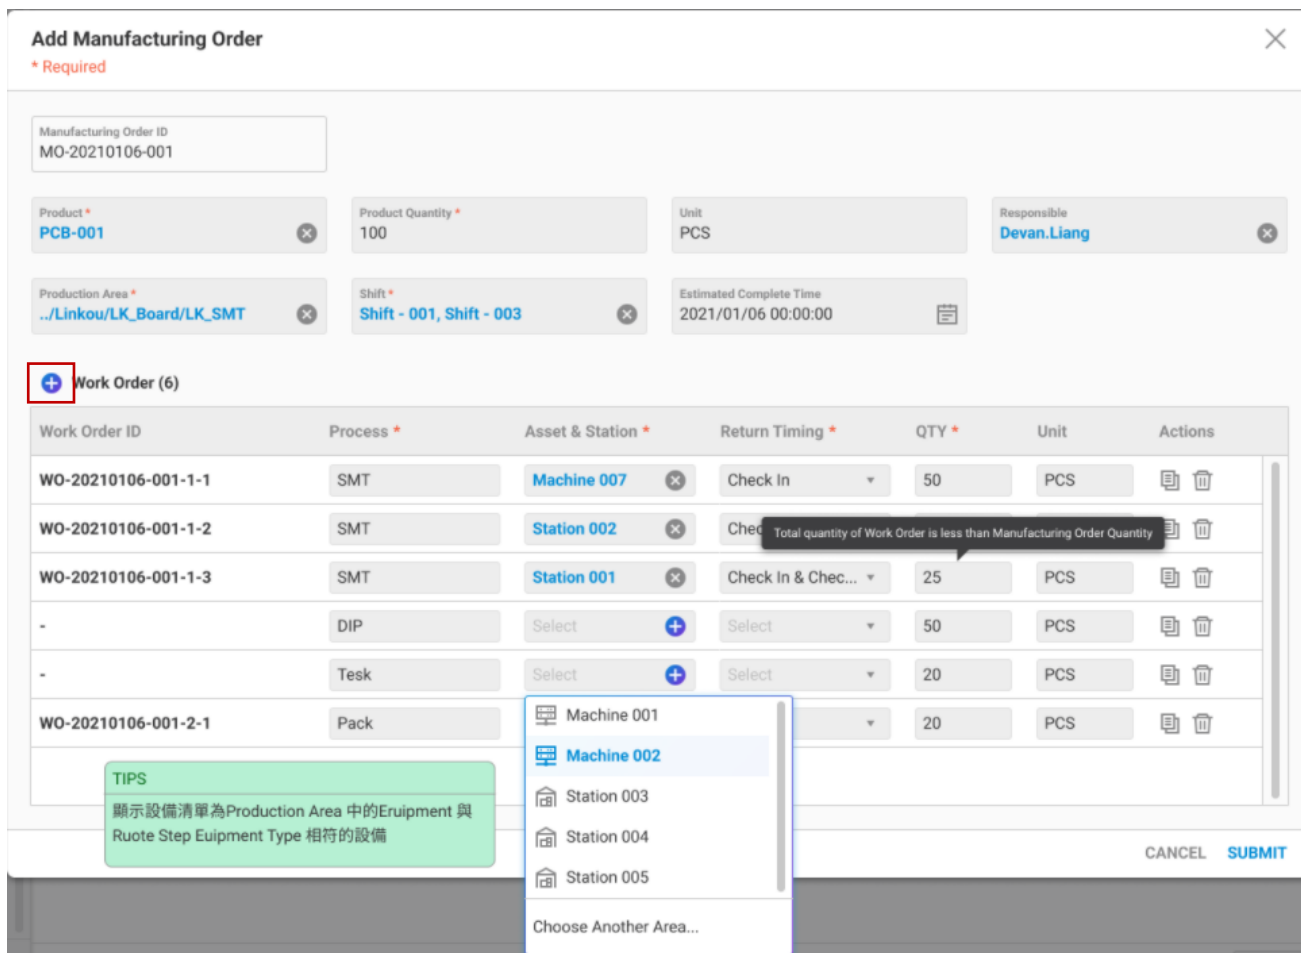 Add Manufacturing Order
* Required
Manufacturing Order ID
MO-20210106-001
Product * Product Quantity * Unit Responsible
PCB-001 100 PCS Devan.Liang
Production Area * Shift * Estimated Complete Time
../Linkou/LK_Board/LK_SMT Shift - 001, Shift - 003 2021/01/06 00:00:00
Work Order (6)
Work Order ID Process * Asset & Station * Return Timing * QTY * Unit Actions
WO-20210106-001-1-1 SMT Machine 007 Check In 50 PCS
WO-20210106-001-1-2 SMT Station 002
Total quantity of Work Order is less than Manufacturing Order Quantity
WO-20210106-001-1-3 SMT Station 001 Check In & Chec... 25 PCS
- DIP Select Select 50 PCS
- Tesk Select Select 20 PCS
WO-20210106-001-2-1 Pack 20 PCS
Machine 001
Machine 002
Station 003
Station 004
Station 005
Choose Another Area...
TIPS
顯示設備清單為Production Area 中的Eruipment 與
Ruote Step Euipment Type 相符的設備
CANCEL SUBMIT